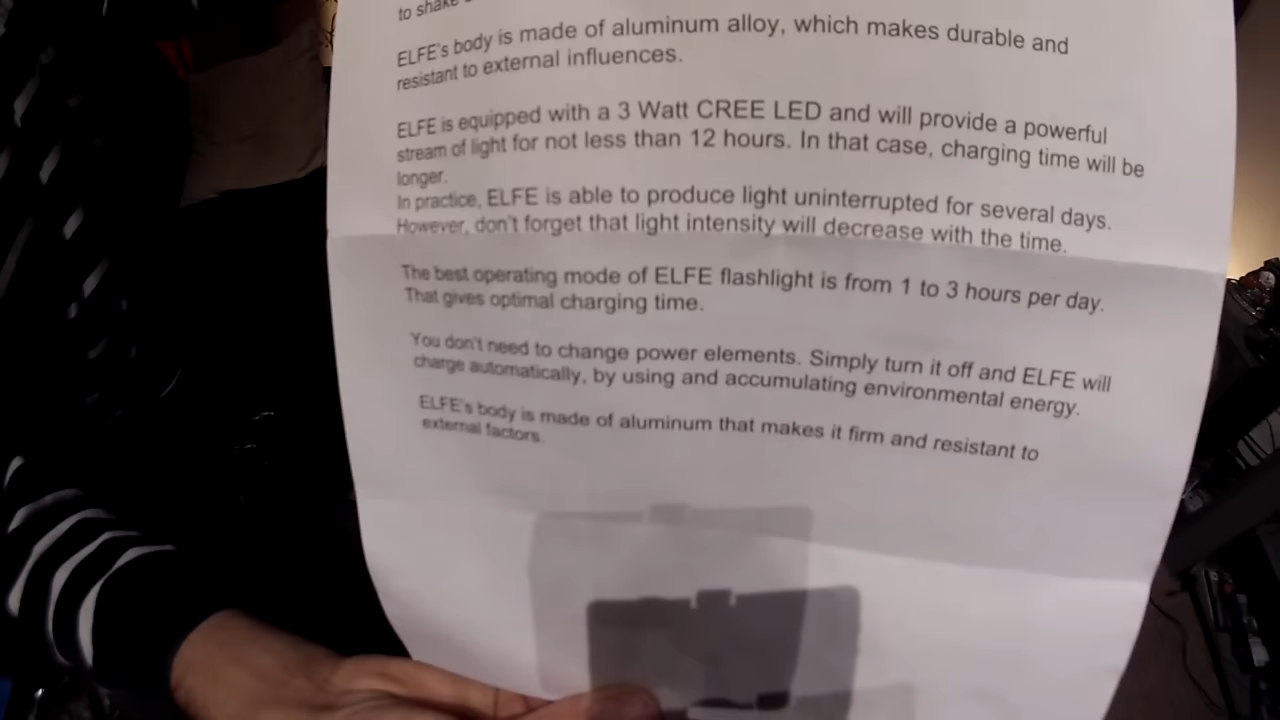 to shake
ELFE's body is made of aluminum alloy, which makes durable and
resistant to external influences.
ELFE is equipped with a 3 Watt CREE LED and will provide a powerful
stream of light for not less than 12 hours. In that case, charging time will be
longer.
In practice, ELFE is able to produce light uninterrupted for several days.
However, don't forget that light intensity will decrease with the time.
The best operating mode of ELFE flashlight is from 1 to 3 hours per day.
That gives optimal charging time.
You don't need to change power elements. Simply turn it off and ELFE will
charge automatically, by using and accumulating environmental energy.
ELFE's body is made of aluminum that makes it firm and resistant to
external factors.